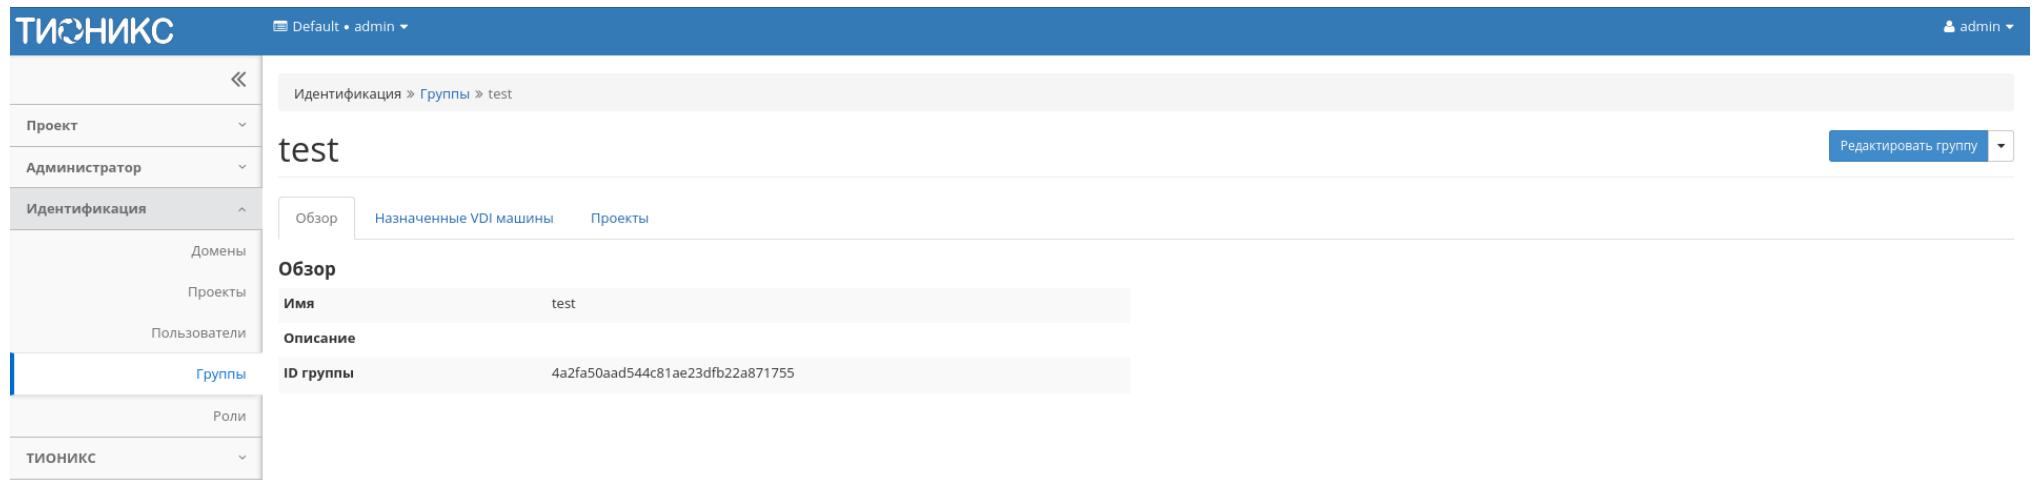 ТИОНИКС
Default • admin
admin
Идентификация » Группы » test
Проект
Администратор
Идентификация
Домены
Проекты
Пользователи
Группы
Роли
ТИОНИКС
test
Редактировать группу
Обзор Назначенные VDI машины Проекты
Обзор
Имя test
Описание
ID группы 4a2fa50aad544c81ae23dfb22a871755